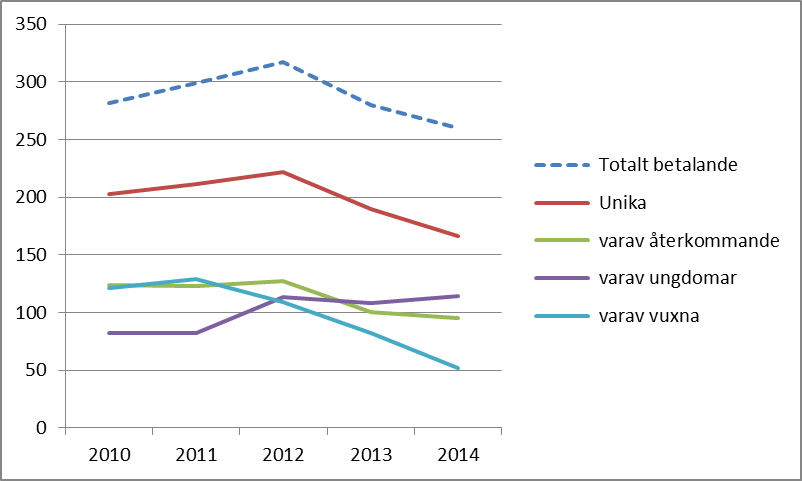 350
300
250
200
150
100
50
0
2010 2011 2012 2013 2014
Totalt betalande
Unika
varav återkommande
varav ungdomar
varav vuxna